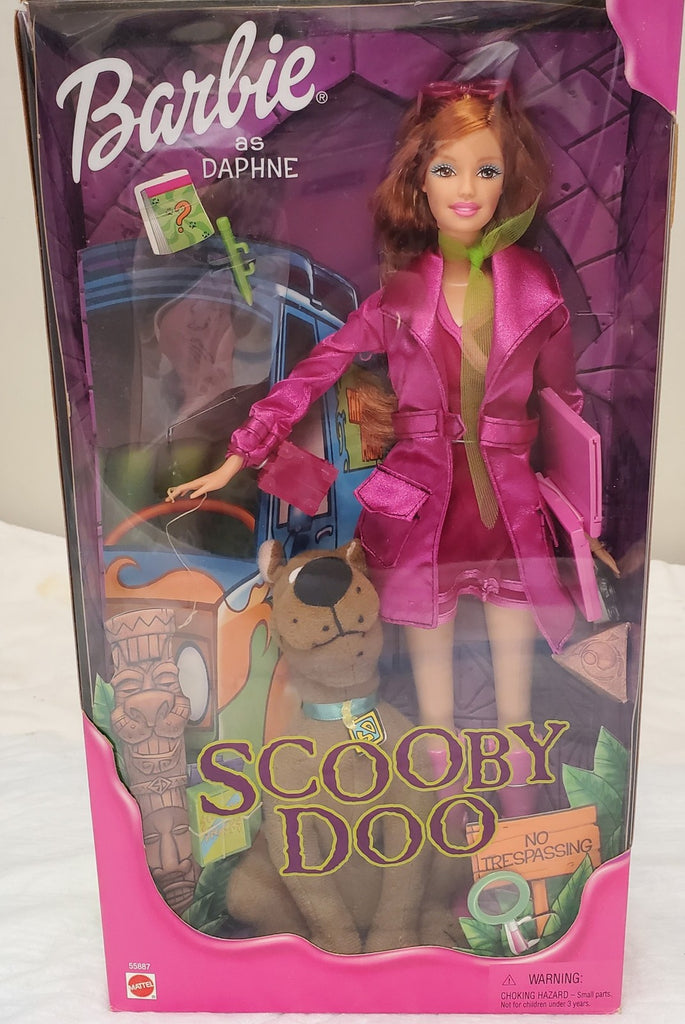 Barbie®
as
DAPHNE
?
SCOOBY
DOO
NO
TRESPASSING
55887
MATTEL
WARNING:
CHOKING HAZARD – Small parts.
Not for children under 3 years.